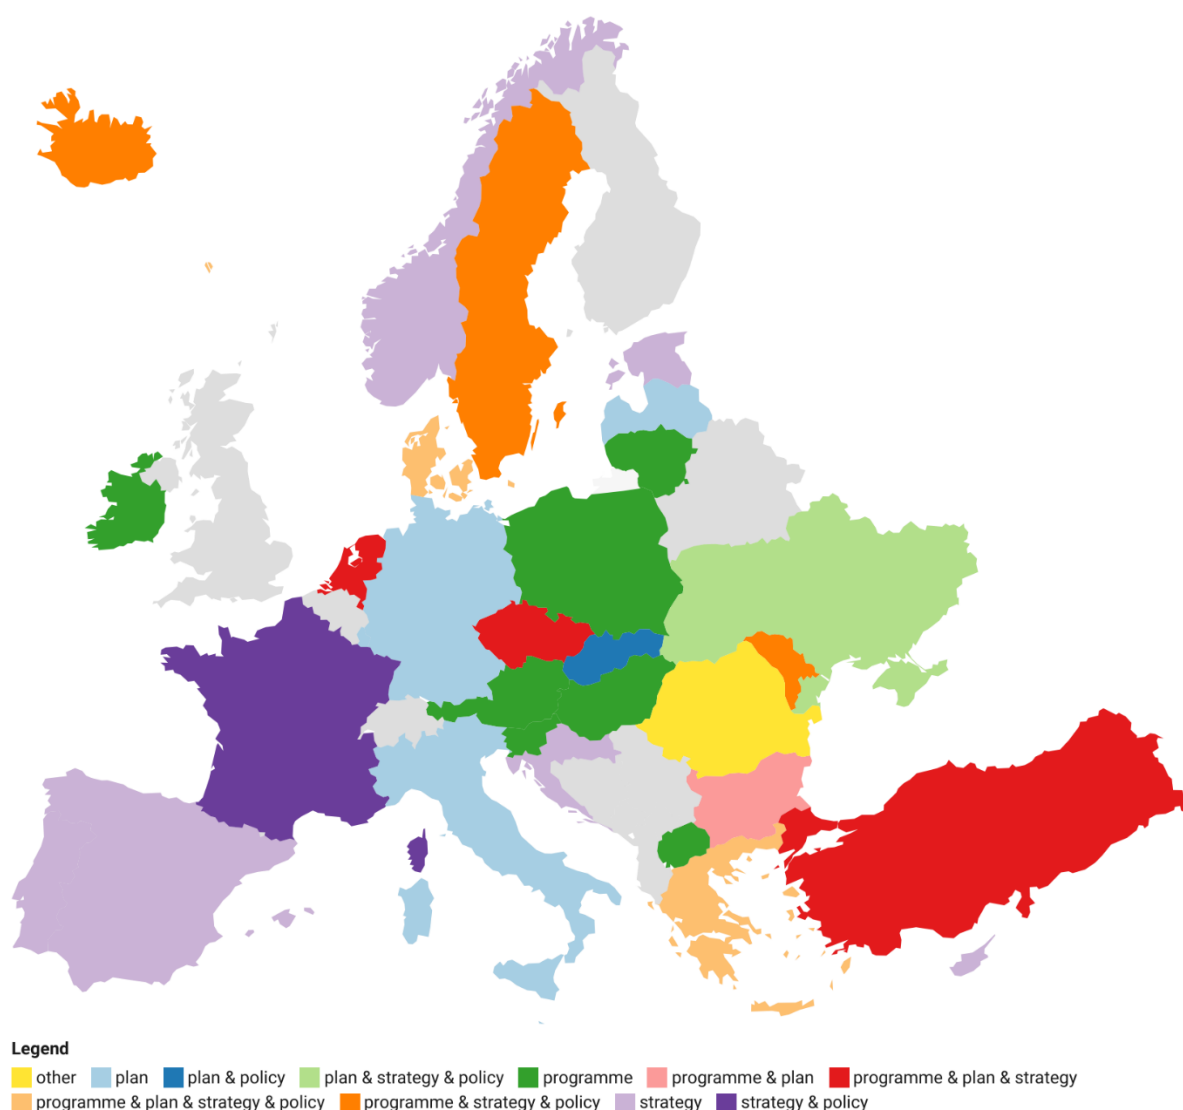 Legend
other plan plan & policy plan & strategy & policy programme programme & plan programme & plan & strategy
programme & plan & strategy & policy programme & strategy & policy strategy strategy & policy